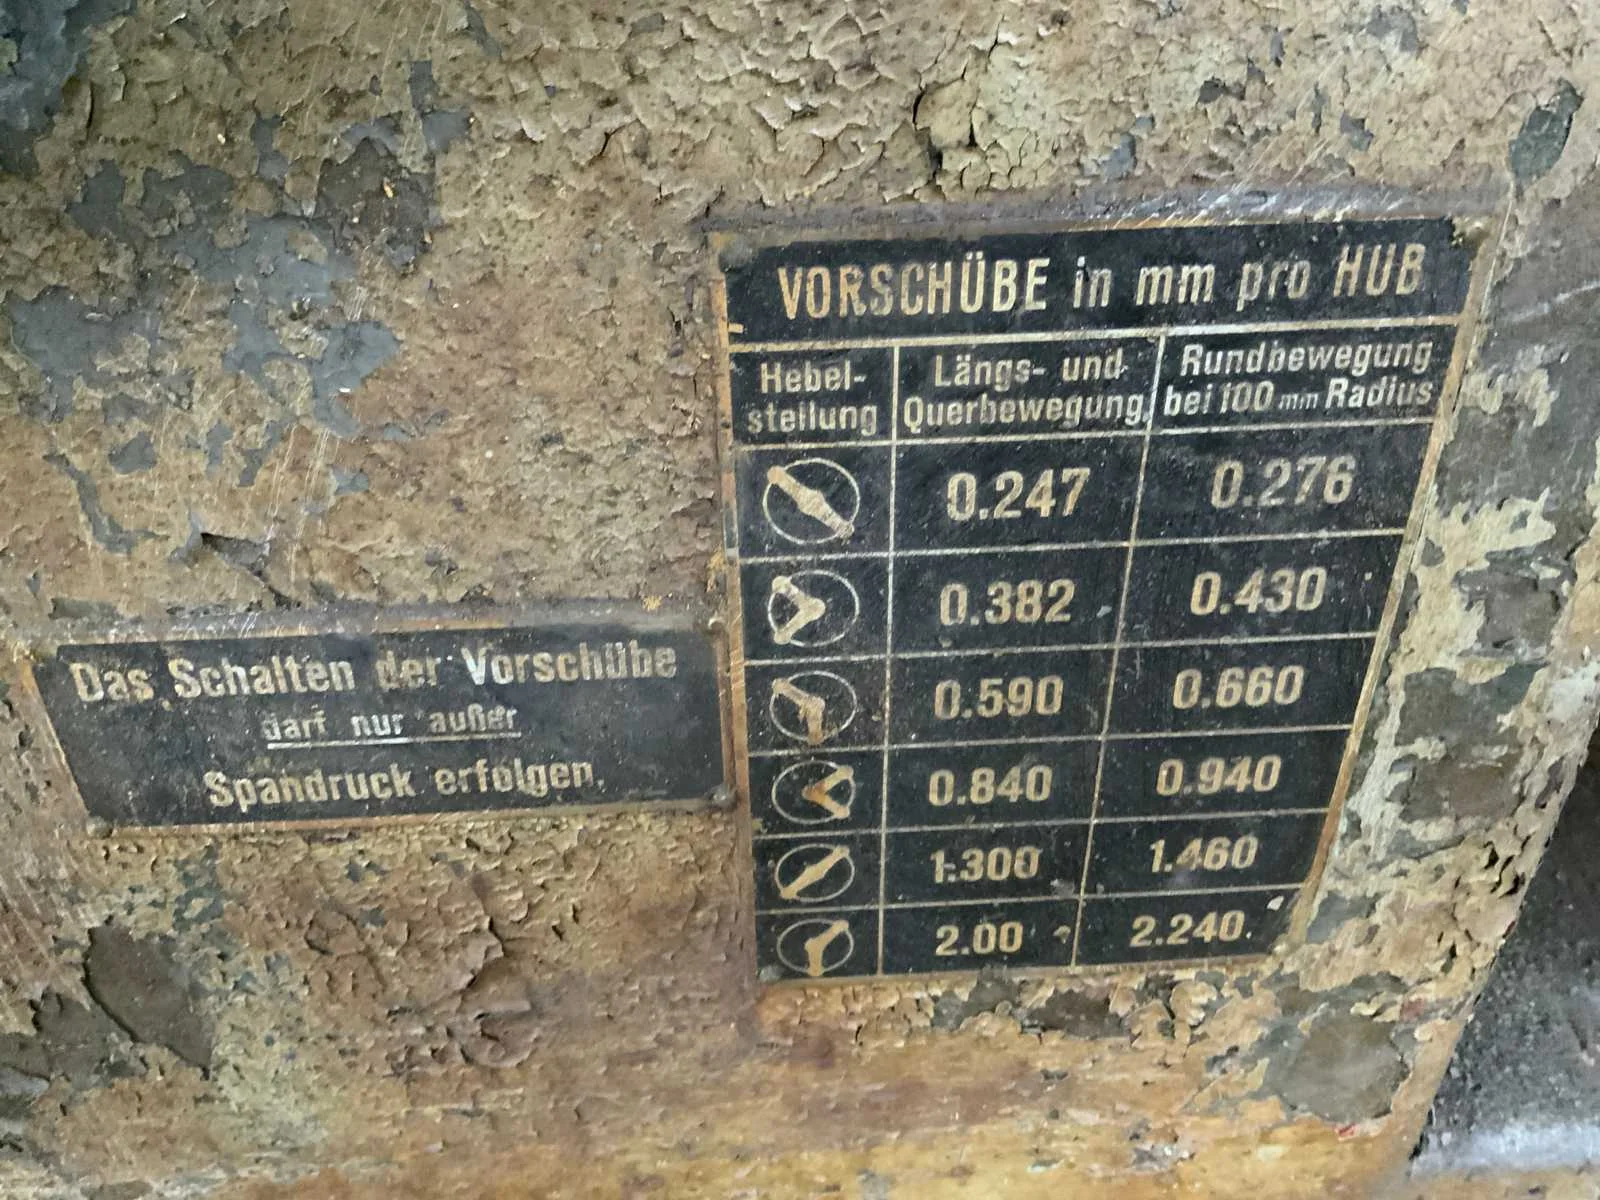 VORSCHÜBE in mm pro HUB
Hebel-
stellung
Längs- und
Querbewegung
Rundbewegung
bei 100 mm Radius
0.247 0.276
0.382 0.430
0.590 0.660
0.840 0.940
1.300 1.460
2.00 2.240
Das Schalten der Vorschübe
darf nur außer
Spandruck erfolgen.